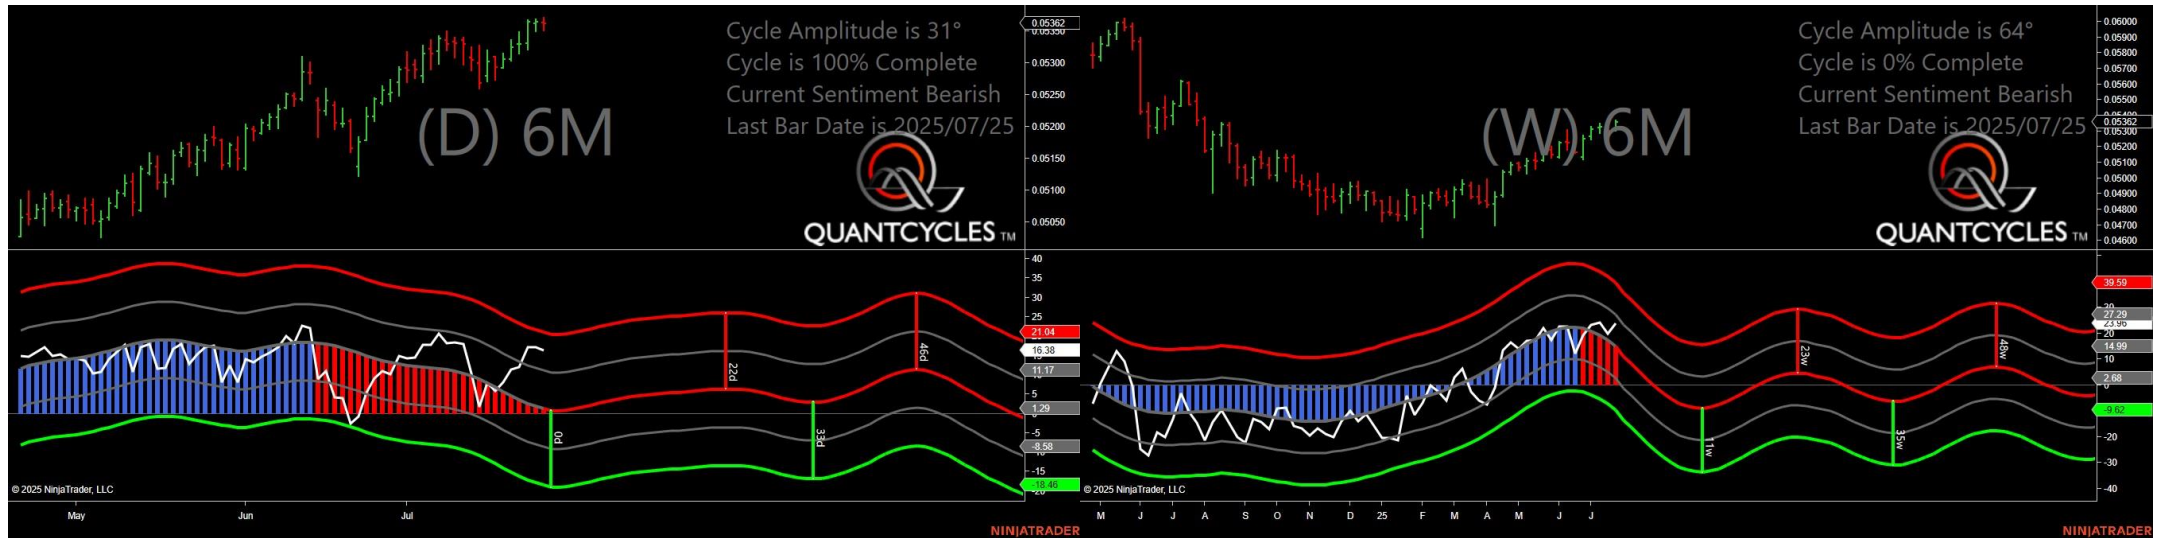 Cycle Amplitude is 31°
Cycle is 100% Complete
Current Sentiment Bearish
Last Bar Date is 2025/07/25
(D) 6M
QUANTCYCLES TM
0.05362
0.05350
0.05300
0.05250
0.05200
0.05150
0.05100
0.05050
40
35
30
25
21.04
16.38
11.17
5
1.29
-5
-8.58
-15
-18.46
0d
22d
33d
46d
© 2025 NinjaTrader, LLC
May Jun Jul
NINJATRADER
Cycle Amplitude is 64°
Cycle is 0% Complete
Current Sentiment Bearish
Last Bar Date is 2025/07/25
(W) 6M
QUANTCYCLES TM
0.06000
0.05900
0.05800
0.05700
0.05600
0.05500
0.05362
0.05300
0.05200
0.05100
0.05000
0.04900
0.04800
0.04700
0.04600
39.59
27.29
23.96
20
14.99
10
2.68
-9.62
-20
-30
-40
11w
23w
35w
48w
© 2025 NinjaTrader, LLC
M J J A S O N D 25 F M A M J J
NINJATRADER